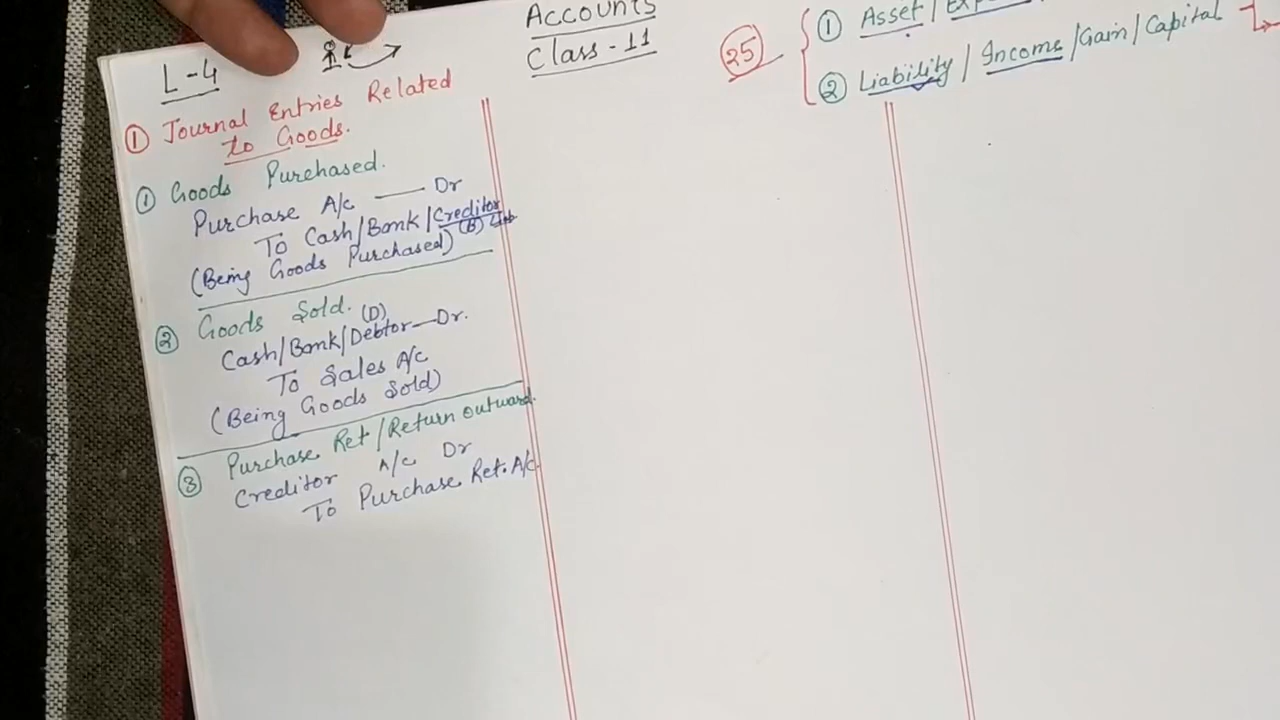 Accounts
Class-11
L-4
① Journal Entries Related
to Goods.
① Goods Purchased.
Purchase A/c —— Dr
To Cash/Bank/Creditor
(Being Goods Purchased) (B)
② Goods Sold.
(D)
Cash/Bank/Debtor—Dr.
To Sales A/c
(Being Goods Sold)
③ Purchase Ret/Return outward.
Creditor A/c Dr
To Purchase Ret. A/c
25
① Asset/
② Liability/Income/Gain/Capital